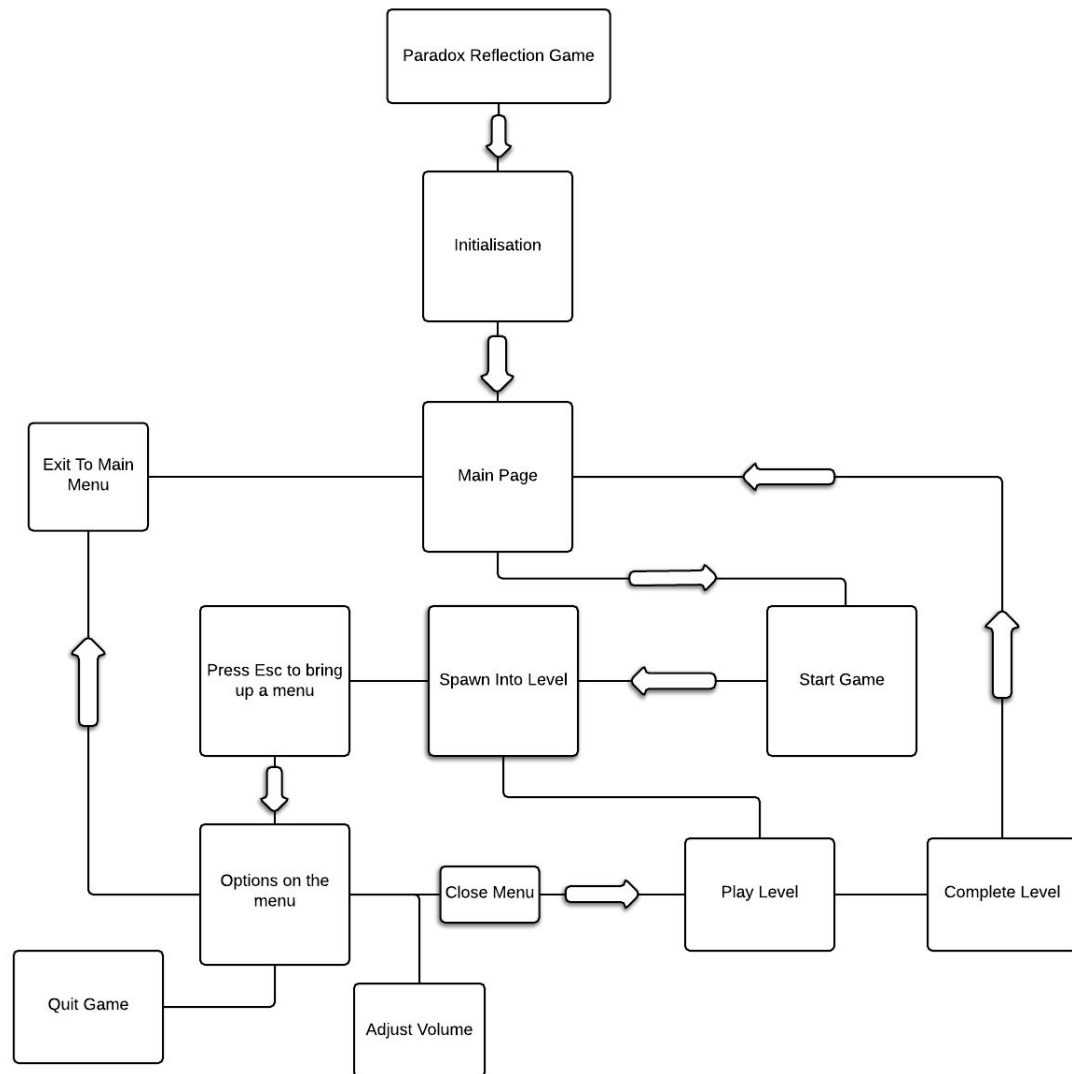 Paradox Reflection Game
Initialisation
Exit To Main
Menu
Main Page
Press Esc to bring
up a menu
Spawn Into Level
Start Game
Options on the
menu
Close Menu
Play Level
Complete Level
Quit Game
Adjust Volume